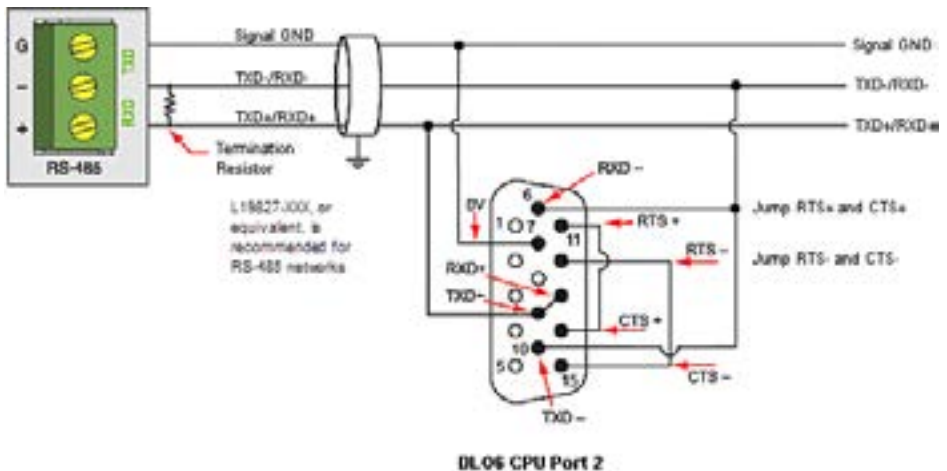 G
−
+
TXD
RXD
RS-485
Signal GND
TXD-/RXD-
TXD+/RXD+
Termination
Resistor
L19827-XXX, or
equivalent, is
recommended for
RS-485 networks
Signal GND
TXD-/RXD-
TXD+/RXD+
RXD −
0V
6
1
7
11
RTS +
Jump RTS+ and CTS+
RTS −
Jump RTS- and CTS-
RXD+
TXD+
CTS +
10
5
15
CTS −
TXD −
DL06 CPU Port 2